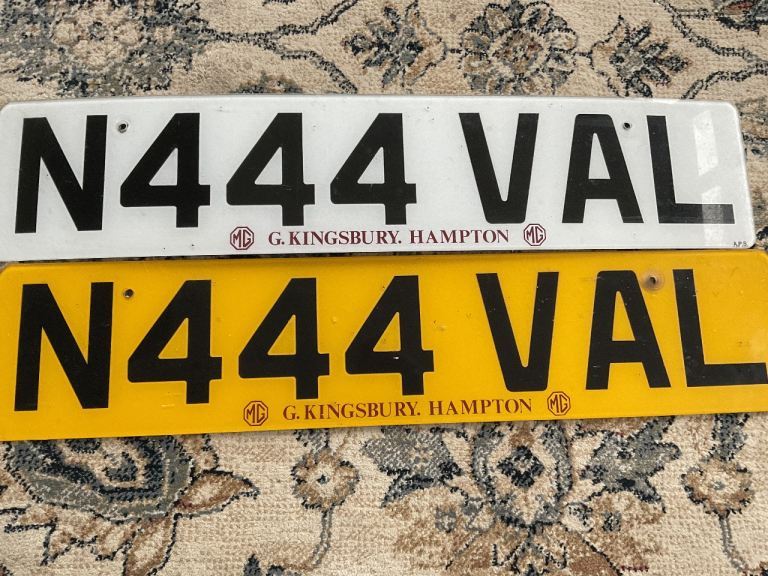 N444 VAL
MG G. KINGSBURY. HAMPTON MG
A.P.S.
N444 VAL
MG G. KINGSBURY. HAMPTON MG